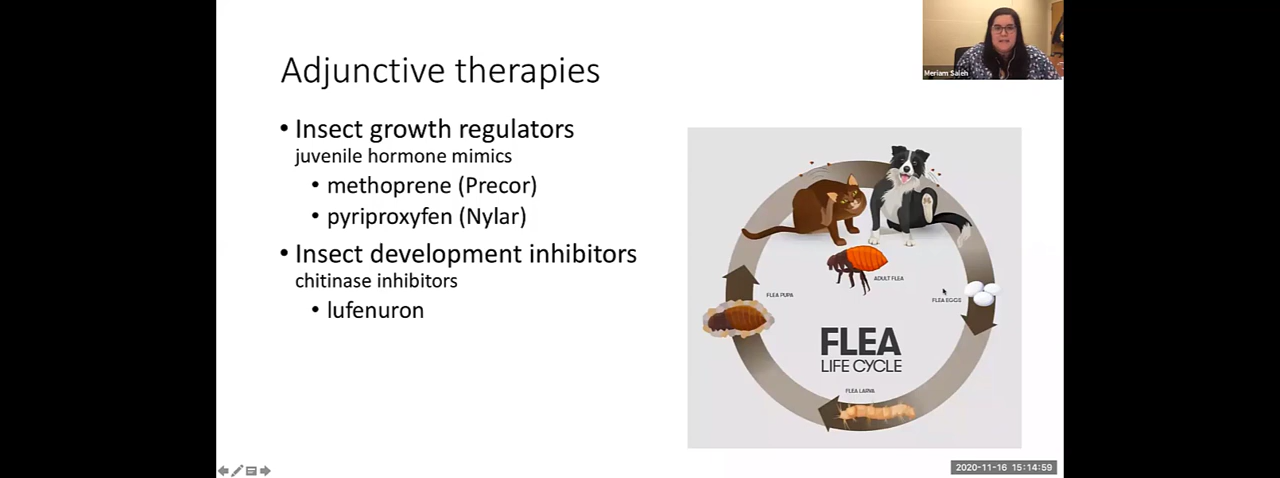 Adjunctive therapies
• Insect growth regulators
juvenile hormone mimics
• methoprene (Precor)
• pyriproxyfen (Nylar)
• Insect development inhibitors
chitinase inhibitors
• lufenuron
Meriam Saleh
ADULT FLEA
FLEA PUPA
FLEA EGGS
FLEA
LIFE CYCLE
FLEA LARVA
2020-11-16 15:14:59